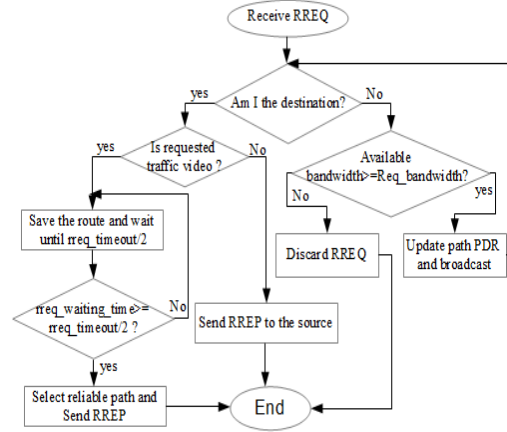 Receive RREQ
Am I the destination?
yes
No
Is requested
traffic video ?
yes
No
Available
bandwidth>=Req_bandwidth?
No
yes
Save the route and wait
until rreq_timeout/2
Discard RREQ
Update path PDR
and broadcast
rreq_waiting_time>=
rreq_timeout/2 ?
No
yes
Send RREP to the source
Select reliable path and
Send RREP
End